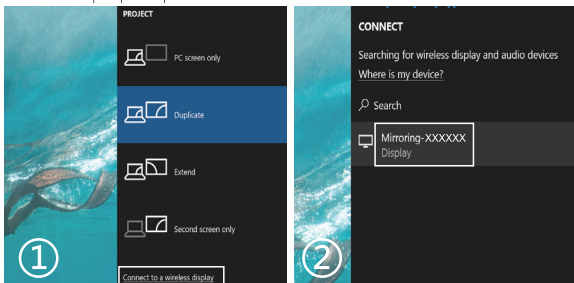 PROJECT
PC screen only
Duplicate
Extend
Second screen only
Connect to a wireless display
①
CONNECT
Searching for wireless display and audio devices
Where is my device?
Search
Mirroring-XXXXXX
Display
②